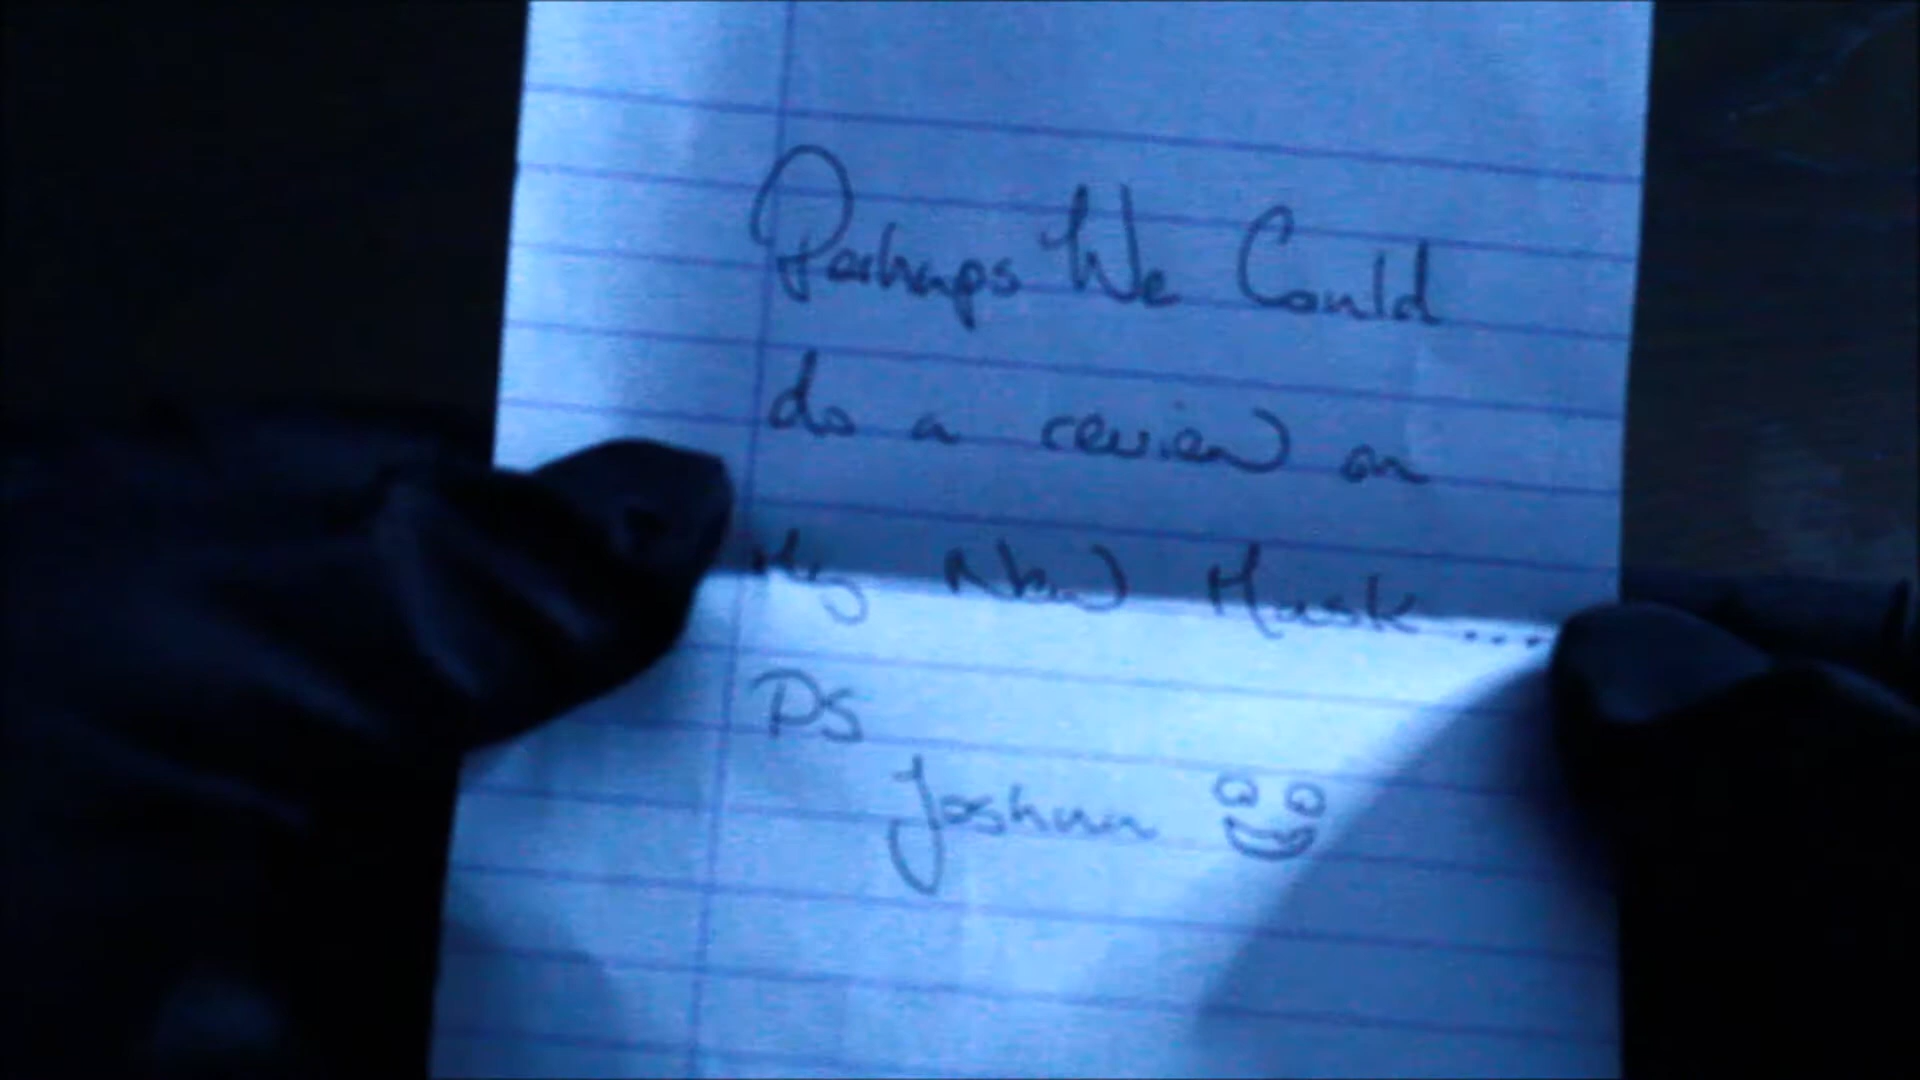 Perhaps We Could
do a review on
My New Mask....
PS
Joshua